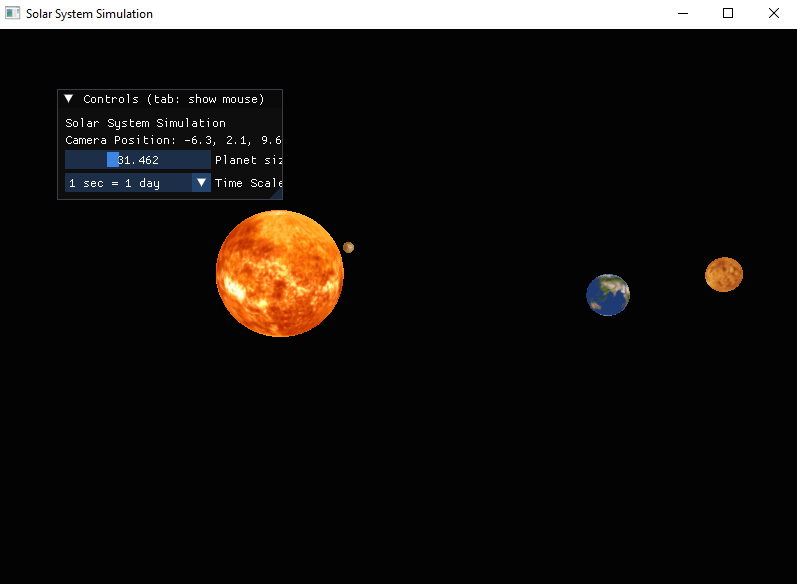 Solar System Simulation
Controls (tab: show mouse)
Solar System Simulation
Camera Position: -6.3, 2.1, 9.6
31.462 Planet siz
1 sec = 1 day Time Scale